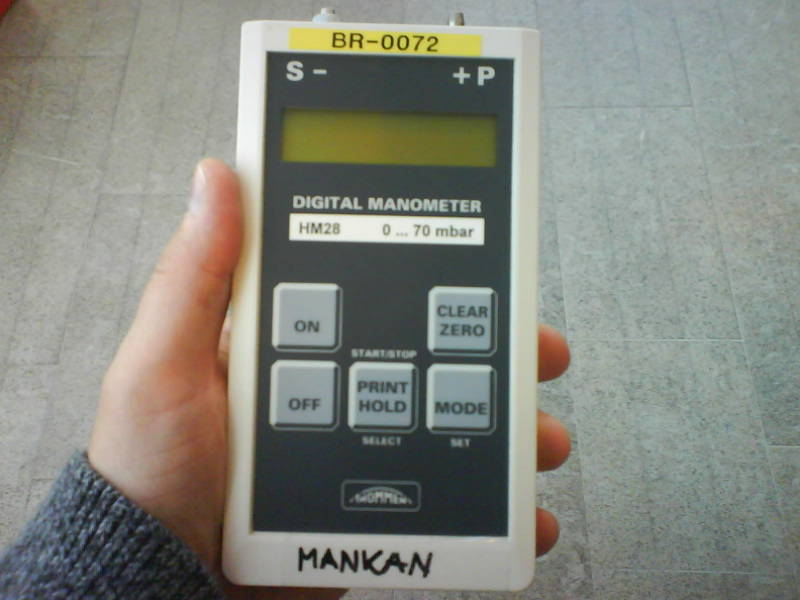 BR-0072
S - + P
DIGITAL MANOMETER
HM28 0 ... 70 mbar
ON
CLEAR
ZERO
START/STOP
OFF
PRINT
HOLD
MODE
SELECT
SET
THOMMEN
MANKAN